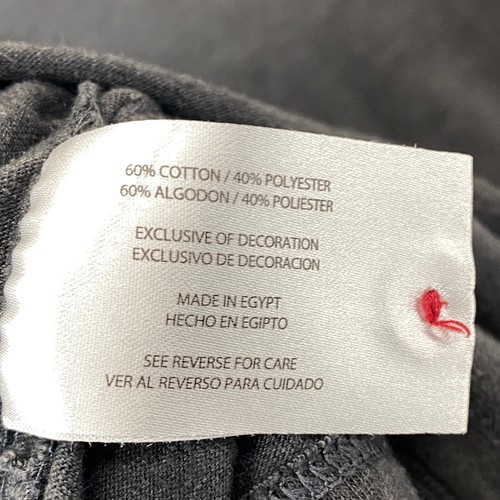 60% COTTON / 40% POLYESTER
60% ALGODON / 40% POLIESTER
EXCLUSIVE OF DECORATION
EXCLUSIVO DE DECORACION
MADE IN EGYPT
HECHO EN EGIPTO
SEE REVERSE FOR CARE
VER AL REVERSO PARA CUIDADO